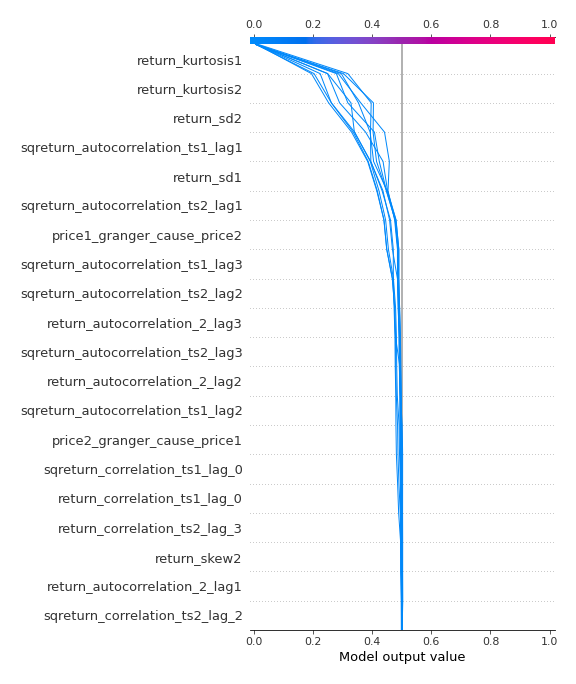 0.0 0.2 0.4 0.6 0.8 1.0
return_kurtosis1
return_kurtosis2
return_sd2
sqreturn_autocorrelation_ts1_lag1
return_sd1
sqreturn_autocorrelation_ts2_lag1
price1_granger_cause_price2
sqreturn_autocorrelation_ts1_lag3
sqreturn_autocorrelation_ts2_lag2
return_autocorrelation_2_lag3
sqreturn_autocorrelation_ts2_lag3
return_autocorrelation_2_lag2
sqreturn_autocorrelation_ts1_lag2
price2_granger_cause_price1
sqreturn_correlation_ts1_lag_0
return_correlation_ts1_lag_0
return_correlation_ts2_lag_3
return_skew2
return_autocorrelation_2_lag1
sqreturn_correlation_ts2_lag_2
0.0 0.2 0.4 0.6 0.8 1.0
Model output value